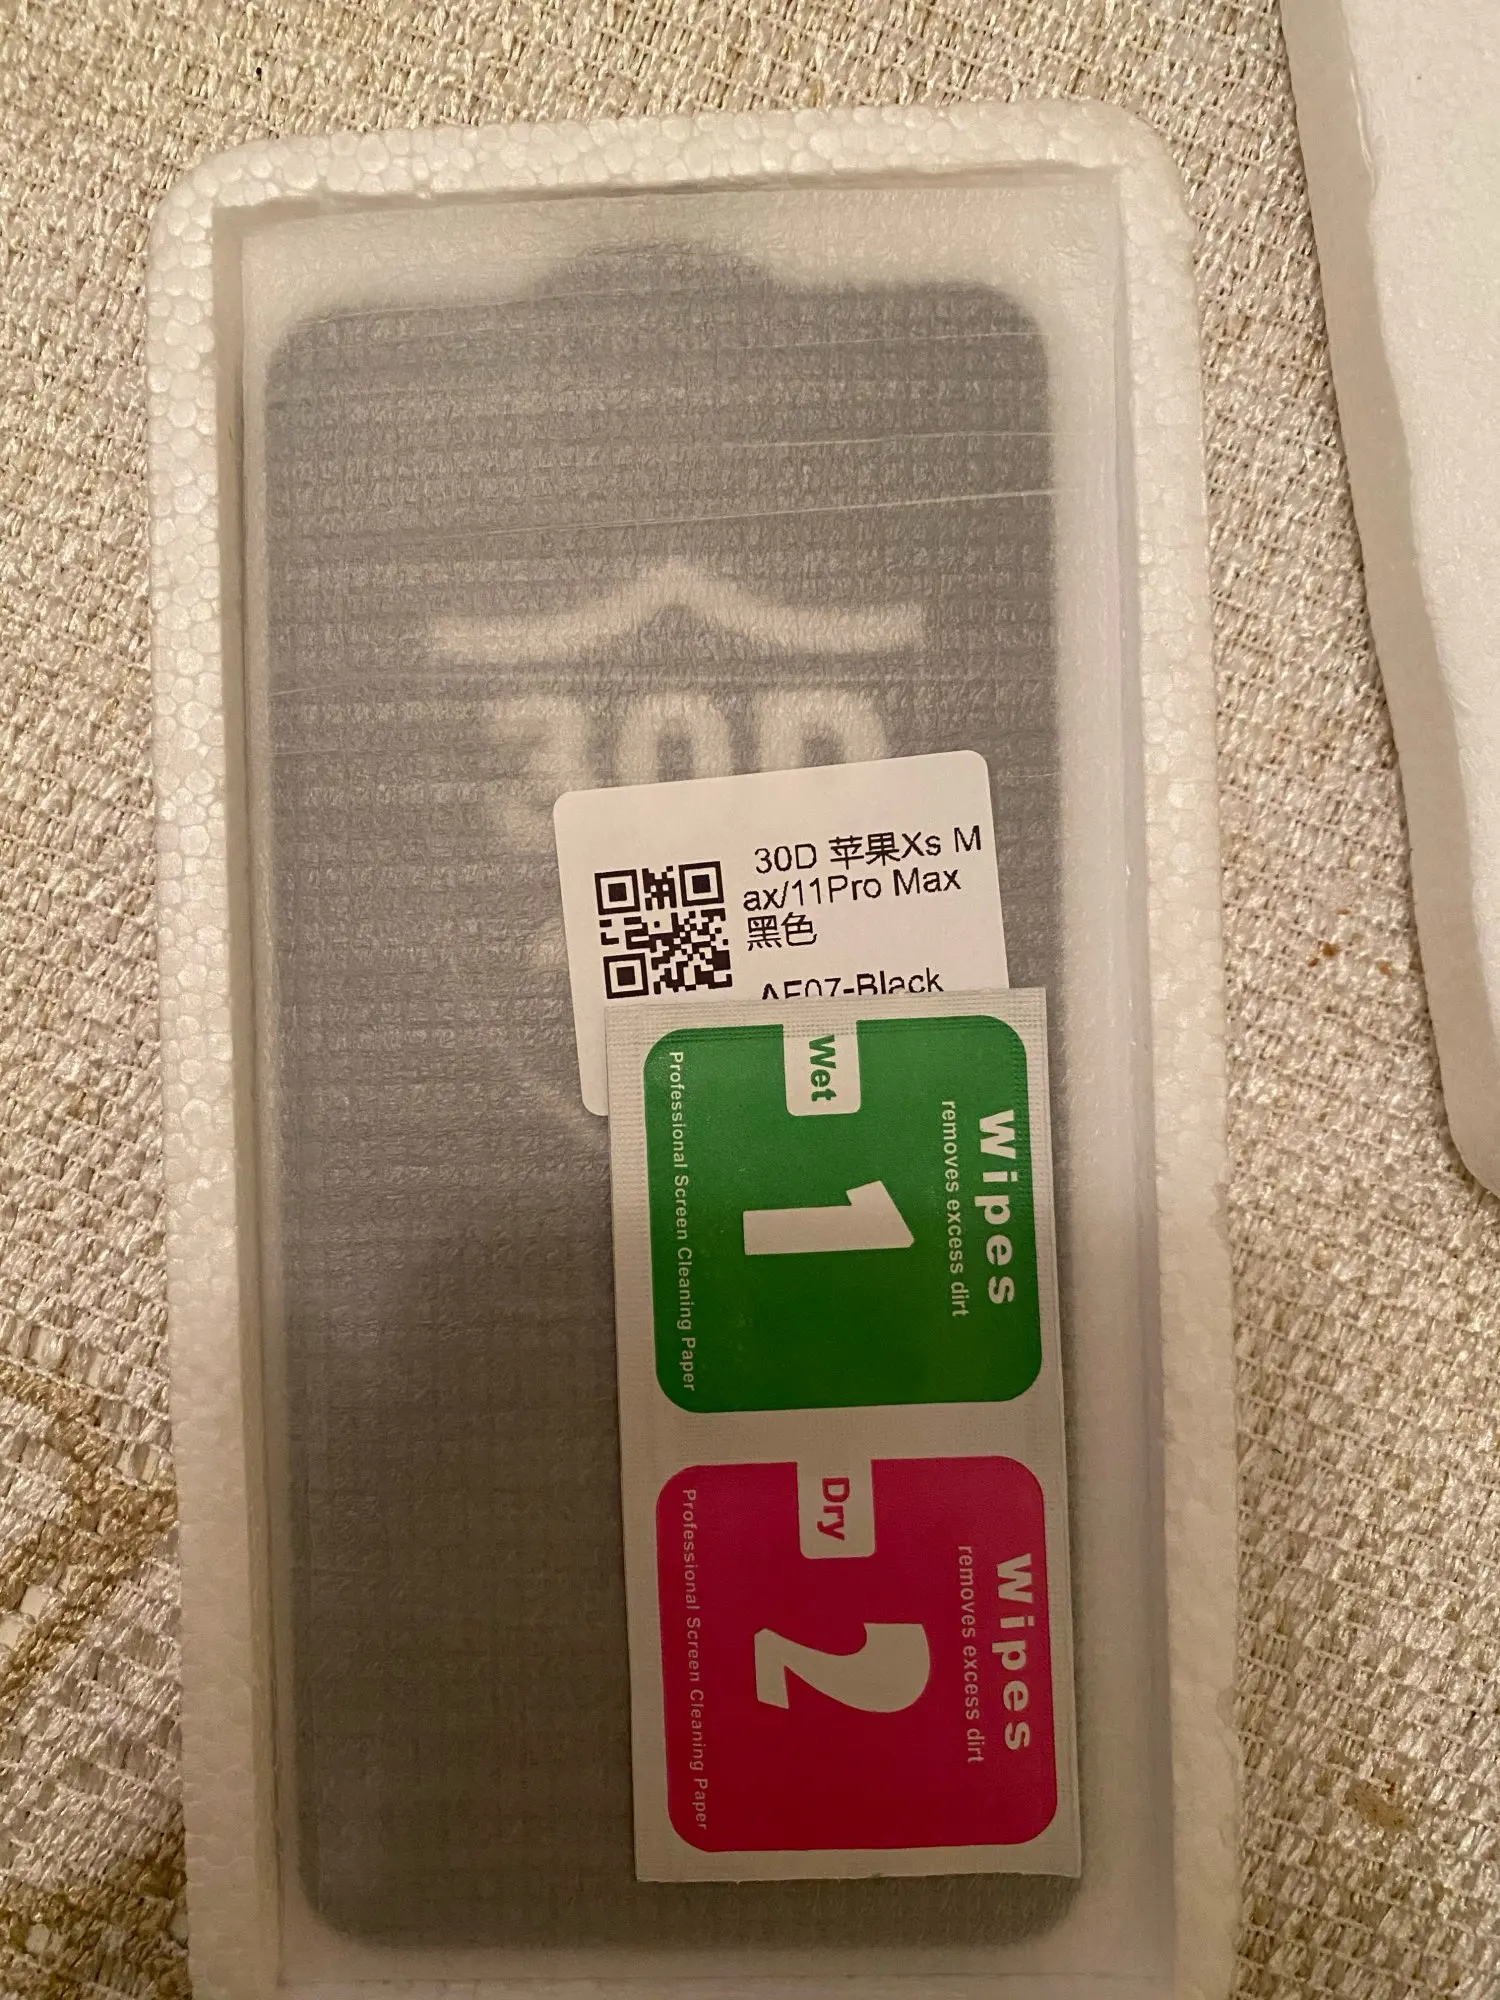 30D
30D 苹果Xs M
ax/11Pro Max
黑色
AF07-Black
Wipes
removes excess dirt
Wet
1
Professional Screen Cleaning Paper
Wipes
removes excess dirt
Dry
2
Professional Screen Cleaning Paper